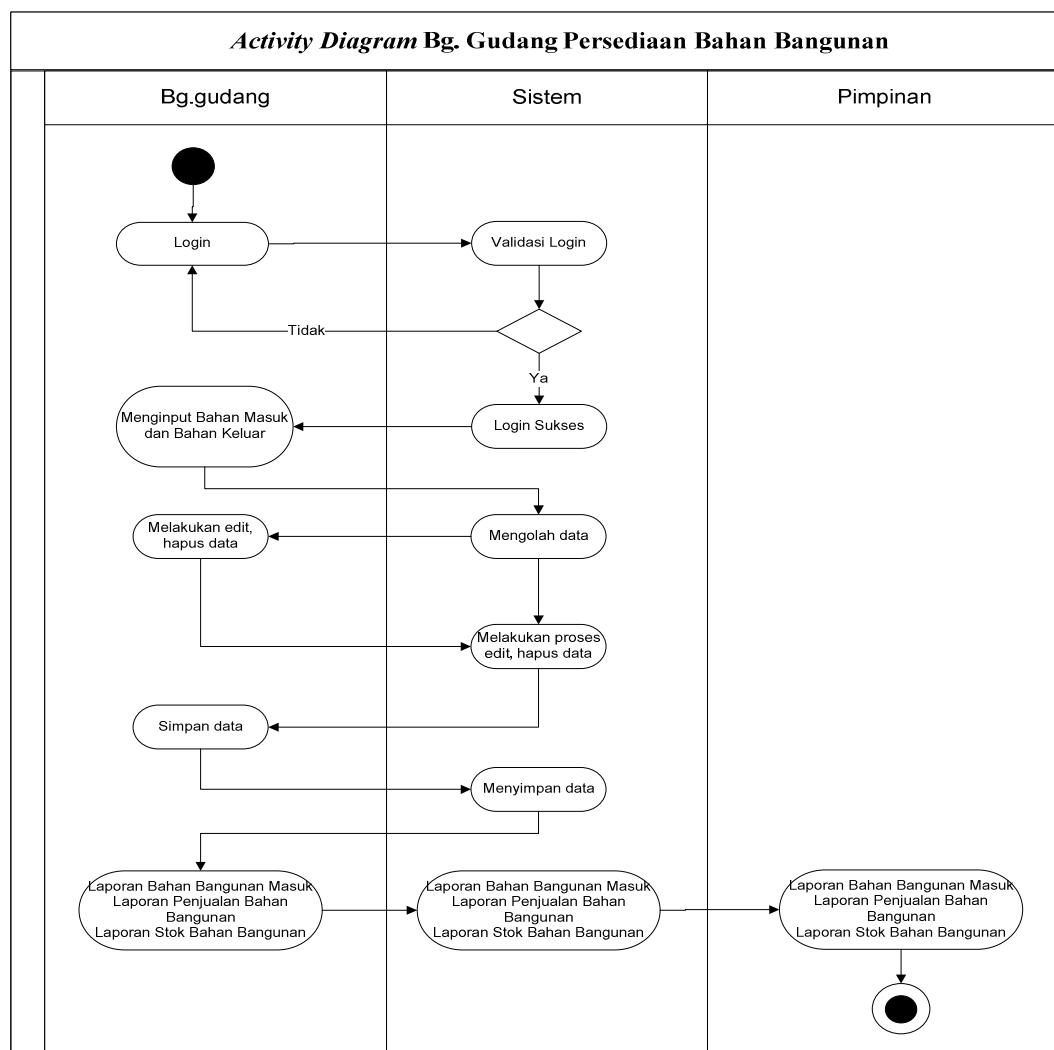 Activity Diagram Bg. Gudang Persediaan Bahan Bangunan
Bg.gudang
Sistem
Pimpinan
Login
Validasi Login
Tidak
Ya
Menginput Bahan Masuk
dan Bahan Keluar
Login Sukses
Melakukan edit,
hapus data
Mengolah data
Melakukan proses
edit, hapus data
Simpan data
Menyimpan data
Laporan Bahan Bangunan Masuk
Laporan Penjualan Bahan
Bangunan
Laporan Stok Bahan Bangunan
Laporan Bahan Bangunan Masuk
Laporan Penjualan Bahan
Bangunan
Laporan Stok Bahan Bangunan
Laporan Bahan Bangunan Masuk
Laporan Penjualan Bahan
Bangunan
Laporan Stok Bahan Bangunan